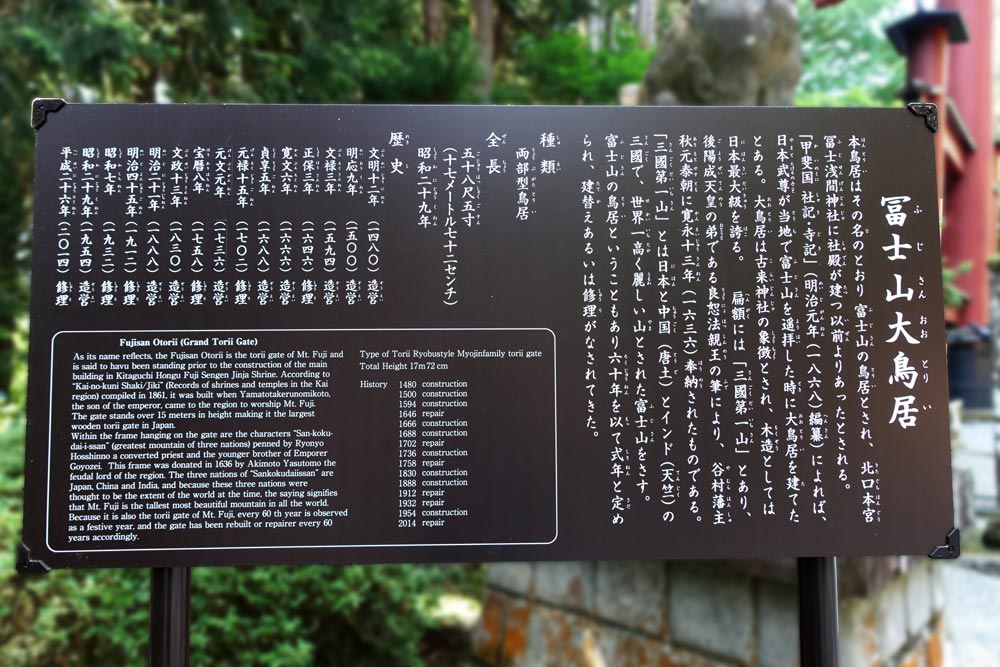 冨士山大鳥居
本鳥居はその名のとおり 富士山の鳥居とされ、北口本宮
冨士浅間神社に社殿が建つ以前よりあったとされる。
「甲斐国 社記・寺記」(明治元年(一八六八)編纂)によれば、
日本武尊が当地で富士山を遥拝した時に大鳥居を建てた
とある。 大鳥居は古来神社の象徴とされ、木造としては
日本最大級を誇る。 扁額には「三國第一山」とあり、
後陽成天皇の弟である良恕法親王の筆により、谷村藩主
秋元泰朝に寛永十三年(一六三六)奉納されたものである。
「三國第一山」とは日本と中国(唐土)とインド(天竺)の
三國で、世界一高く麗しい山とされた富士山をさす。
富士山の鳥居ということもあり六十年を以て式年と定め
られ、建替えあるいは修理がなされてきた。
種類
両部型鳥居
全長
五十八尺五寸
(十七メートル七十二センチ)
昭和二十九年
歴史
文明十二年(一四八〇)造営
明応九年(一五〇〇)造営
文禄三年(一五九四)造営
正保三年(一六四六)修理
寛文六年(一六六六)造営
貞享五年(一六八八)造営
元禄十五年(一七〇二)修理
元文元年(一七三六)造営
宝暦八年(一七五八)修理
文政十三年(一八三〇)造営
明治二十一年(一八八八)造営
明治四十五年(一九一二)修理
昭和七年(一九三二)修理
昭和二十九年(一九五四)造営
平成二十六年(二〇一四)修理
Fujisan Otorii (Grand Torii Gate)
As its name reflects, the Fujisan Otorii is the torii gate of Mt. Fuji and
is said to havu been standing prior to the construction of the main
building in Kitaguchi Hongu Fuji Sengen Jinja Shrine. According to
"Kai-no-kuni Shaki/Jiki" (Records of shrines and temples in the Kai
region) compiled in 1861, it was built when Yamatotakerunomikoto,
the son of the emperor, came to the region to worship Mt. Fuji.
The gate stands over 15 meters in height making it the largest
wooden torii gate in Japan.
Within the frame hanging on the gate are the characters "San-koku-
dai-i-ssan" (greatest mountain of three nations) penned by Ryonyo
Hosshinno a converted priest and the younger brother of Emporer
Goyozei. This frame was donated in 1636 by Akimoto Yasutomo the
feudal lord of the region. The three nations of "Sankokudaiissan" are
Japan, China and India, and because these three nations were
thought to be the extent of the world at the time, the saying signifies
that Mt. Fuji is the tallest most beautiful mountain in all the world.
Because it is also the torii gate of Mt. Fuji, every 60 th year is observed
as a festive year, and the gate has been rebuilt or repairer every 60
years accordingly.
Type of Torii Ryobustyle Myojinfamily torii gate
Total Height 17m72cm
History 1480 construction
1500 construction
1594 construction
1646 repair
1666 construction
1688 construction
1702 repair
1736 construction
1758 repair
1830 construction
1888 construction
1912 repair
1932 repair
1954 construction
2014 repair